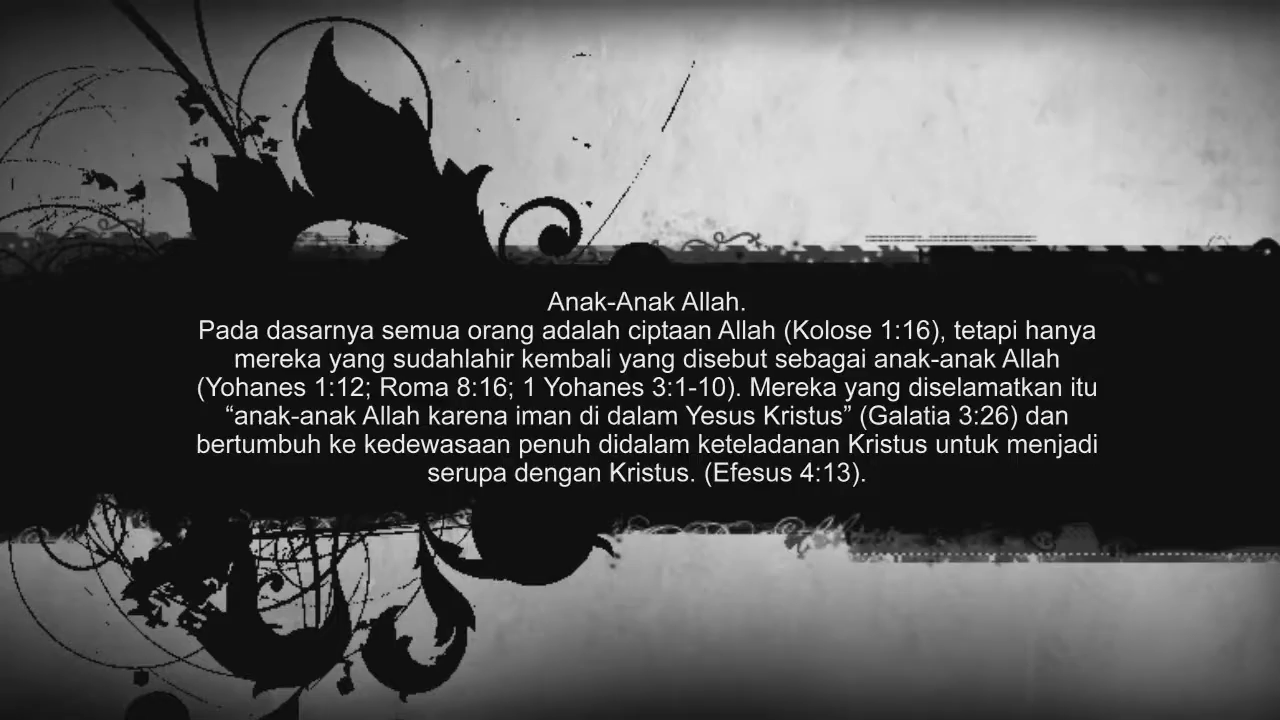 Anak-Anak Allah.
Pada dasarnya semua orang adalah ciptaan Allah (Kolose 1:16), tetapi hanya
mereka yang sudahlahir kembali yang disebut sebagai anak-anak Allah
(Yohanes 1:12; Roma 8:16; 1 Yohanes 3:1-10). Mereka yang diselamatkan itu
“anak-anak Allah karena iman di dalam Yesus Kristus” (Galatia 3:26) dan
bertumbuh ke kedewasaan penuh didalam keteladanan Kristus untuk menjadi
serupa dengan Kristus. (Efesus 4:13).